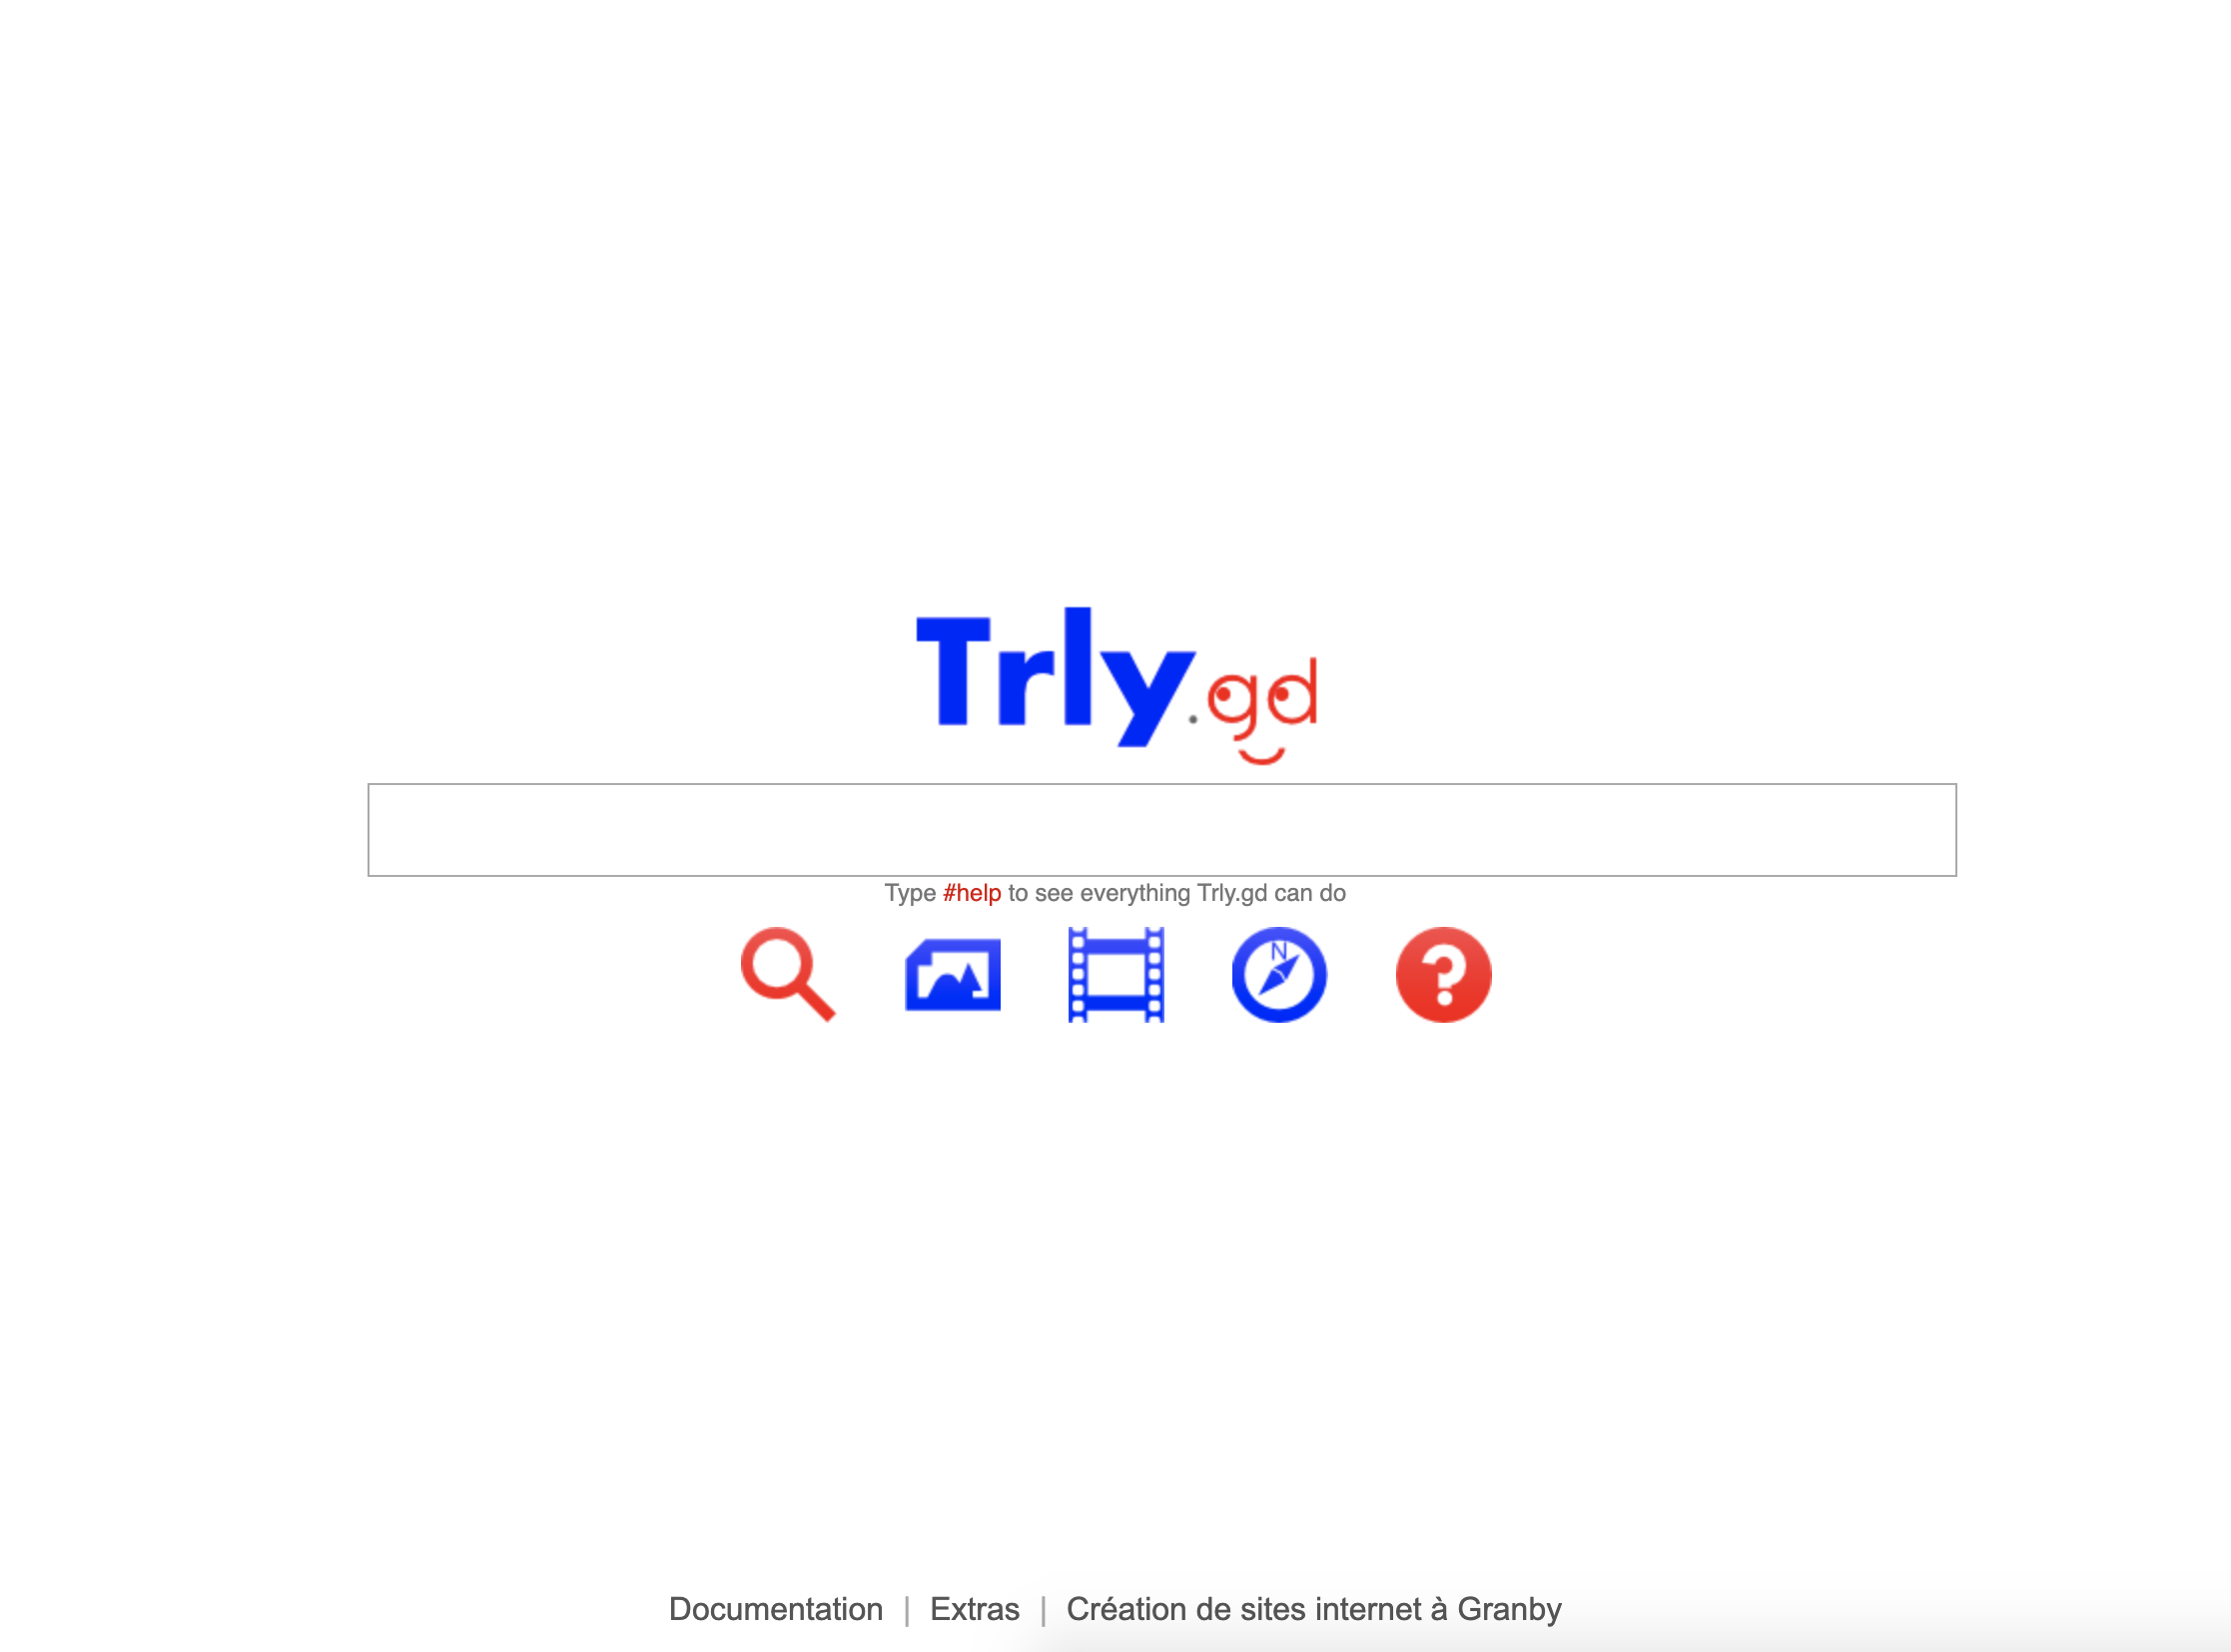 Trly.gd
Type #help to see everything Trly.gd can do
N
?
Documentation | Extras | Création de sites internet à Granby